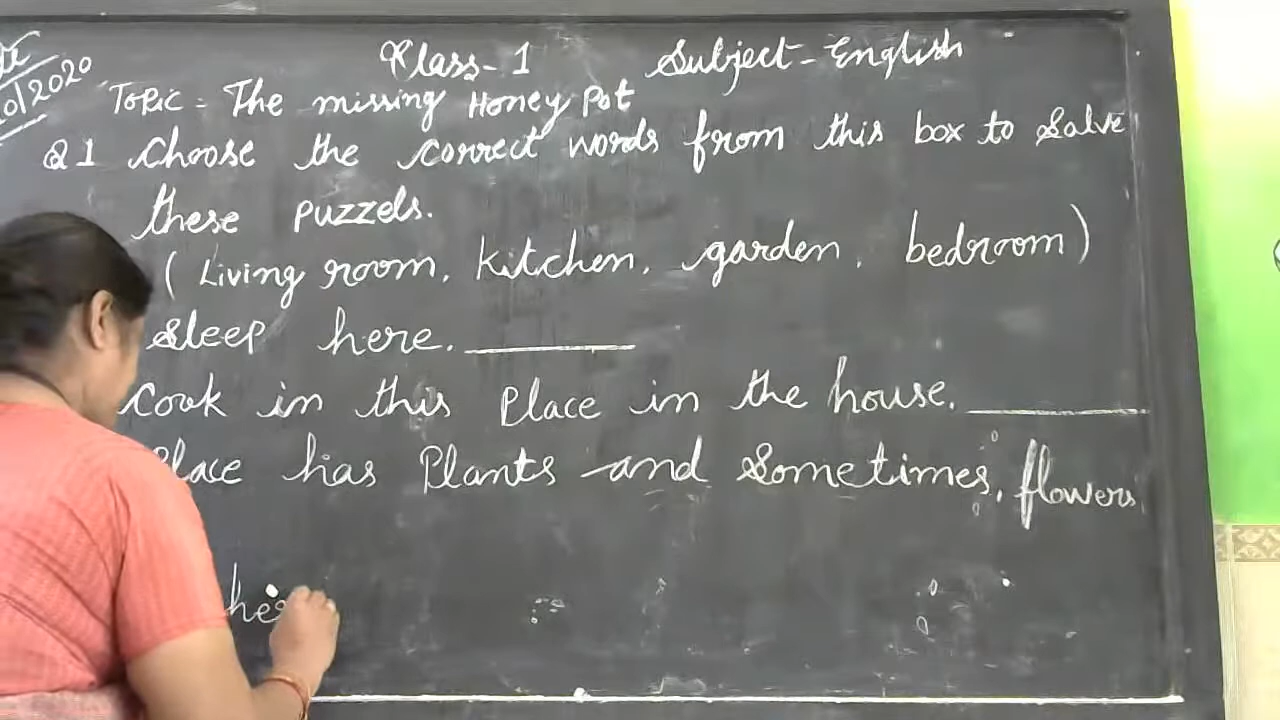 2020
Class-1 Subject-English
Topic = The missing Honey Pot
Q1 Choose the correct words from this box to Salve
these puzzels.
( Living room, kitchen, garden, bedroom)
Sleep here. ______
Cook in this Place in the house. ______
Place has Plants and Sometimes, flowers